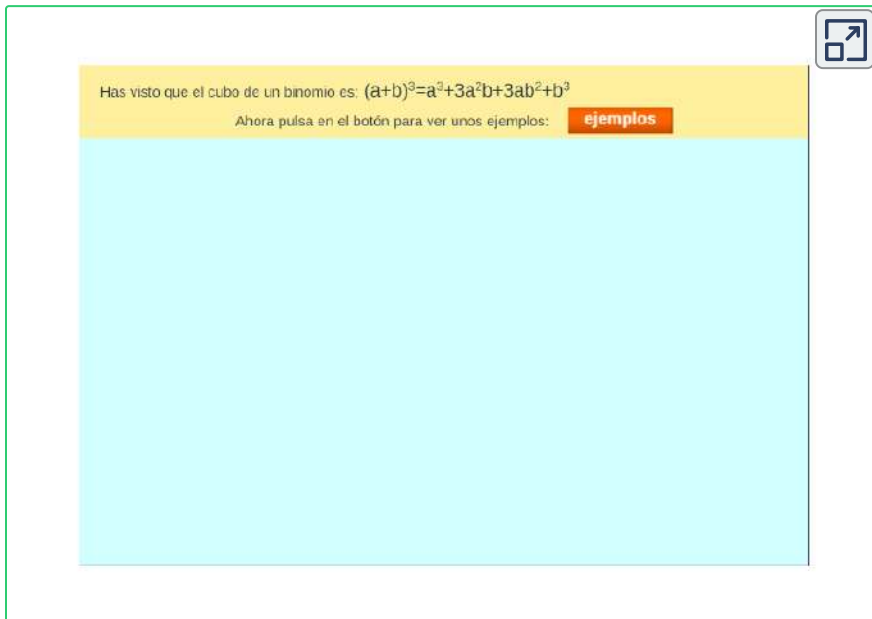 Has visto que el cubo de un binomio es: (a+b)³=a³+3a²b+3ab²+b³
Ahora pulsa en el botón para ver unos ejemplos: ejemplos